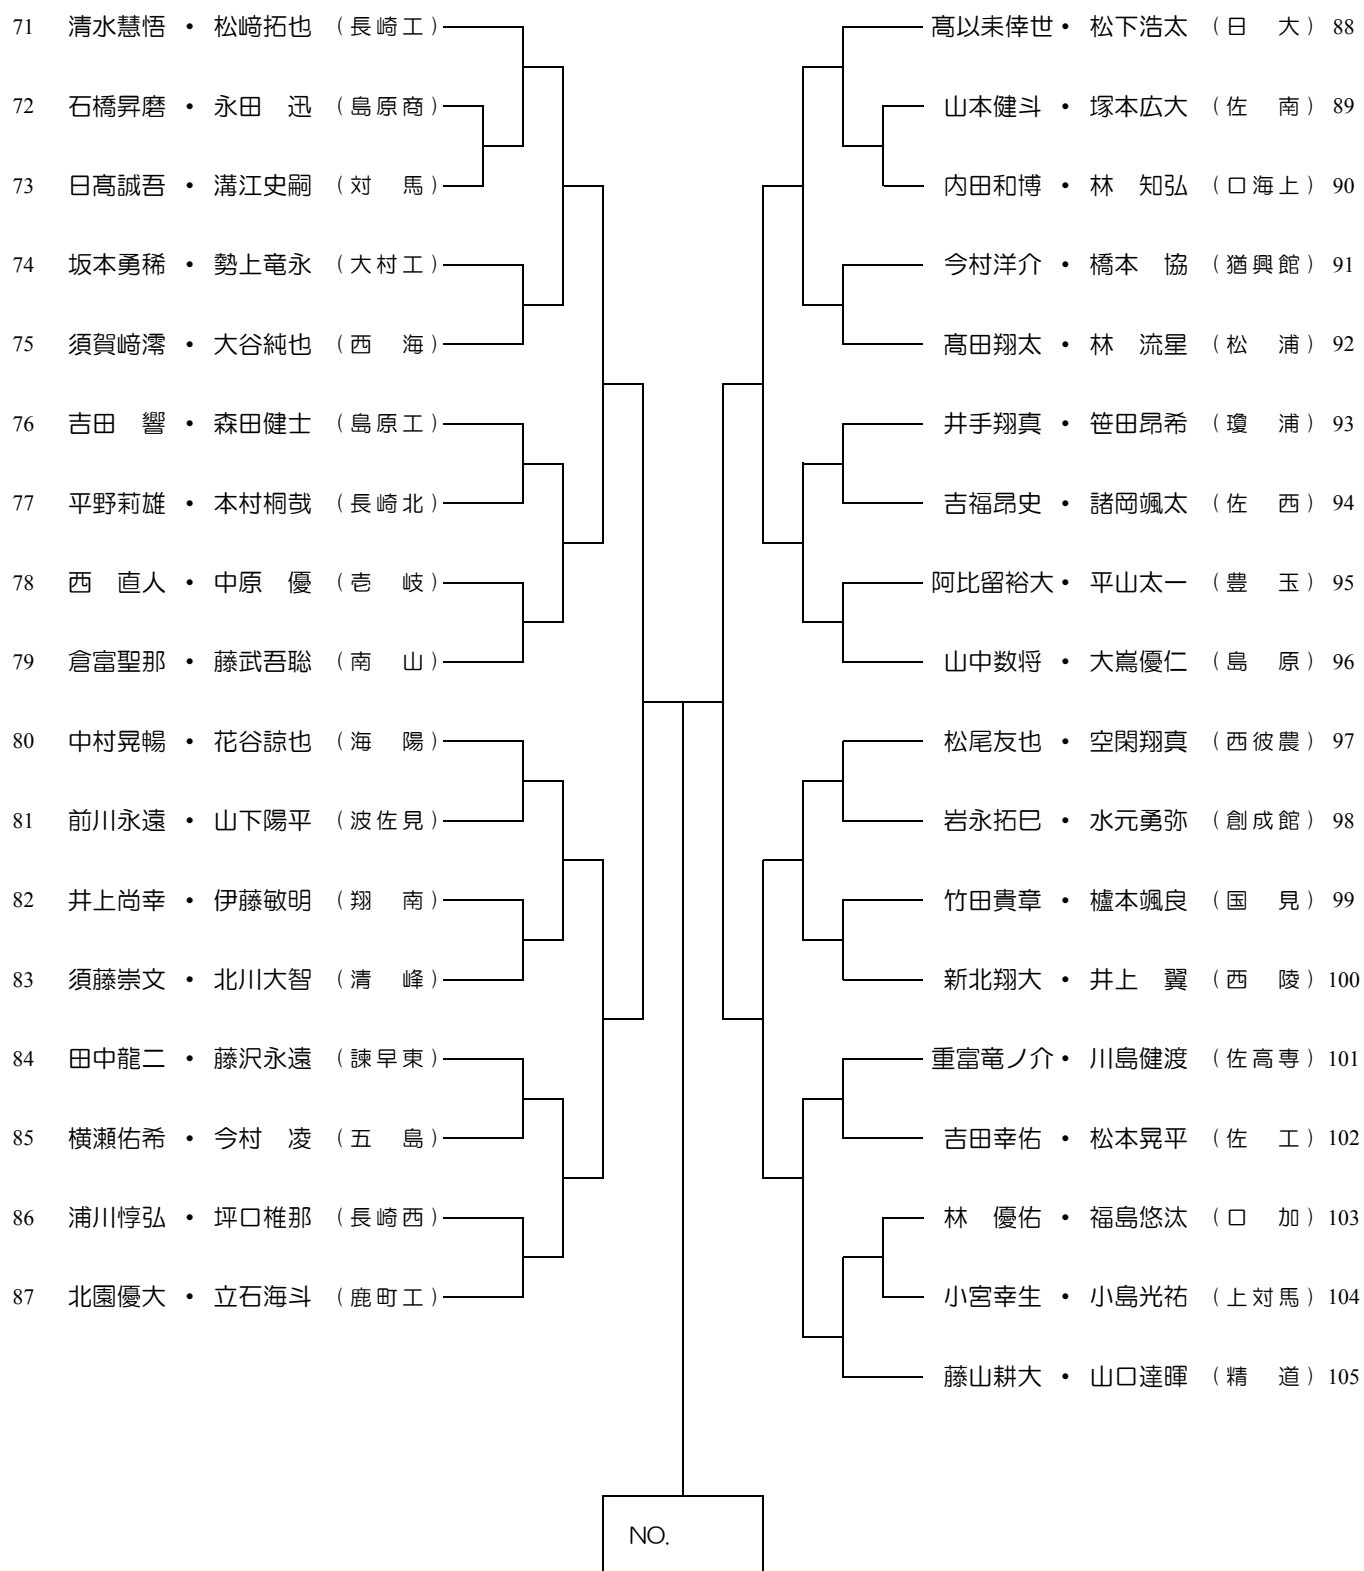 71 清水慧悟 ・ 松﨑拓也 (長崎工)
72 石橋昇磨 ・ 永田 迅 (島原商)
73 日髙誠吾 ・ 溝江史嗣 (対 馬)
74 坂本勇稀 ・ 勢上竜永 (大村工)
75 須賀﨑澪 ・ 大谷純也 (西 海)
76 吉田 響 ・ 森田健士 (島原工)
77 平野莉雄 ・ 本村桐哉 (長崎北)
78 西 直人 ・ 中原 優 (壱 岐)
79 倉富聖那 ・ 藤武吾聡 (南 山)
80 中村晃暢 ・ 花谷諒也 (海 陽)
81 前川永遠 ・ 山下陽平 (波佐見)
82 井上尚幸 ・ 伊藤敏明 (翔 南)
83 須藤崇文 ・ 北川大智 (清 峰)
84 田中龍二 ・ 藤沢永遠 (諫早東)
85 横瀬佑希 ・ 今村 凌 (五 島)
86 浦川惇弘 ・ 坪口椎那 (長崎西)
87 北園優大 ・ 立石海斗 (鹿町工)
髙以耒倖世・ 松下浩太 (日 大) 88
山本健斗 ・ 塚本広大 (佐 南) 89
内田和博 ・ 林 知弘 (口海上) 90
今村洋介 ・ 橋本 協 (猶興館) 91
髙田翔太 ・ 林 流星 (松 浦) 92
井手翔真 ・ 笹田昂希 (瓊 浦) 93
吉福昂史 ・ 諸岡颯太 (佐 西) 94
阿比留裕大・ 平山太一 (豊 玉) 95
山中数将 ・ 大嶌優仁 (島 原) 96
松尾友也 ・ 空閑翔真 (西彼農) 97
岩永拓巳 ・ 水元勇弥 (創成館) 98
竹田貴章 ・ 櫨本颯良 (国 見) 99
新北翔大 ・ 井上 翼 (西 陵) 100
重富竜ノ介・ 川島健渡 (佐高専) 101
吉田幸佑 ・ 松本晃平 (佐 工) 102
林 優佑 ・ 福島悠汰 (口 加) 103
小宮幸生 ・ 小島光祐 (上対馬) 104
藤山耕大 ・ 山口達暉 (精 道) 105
NO.